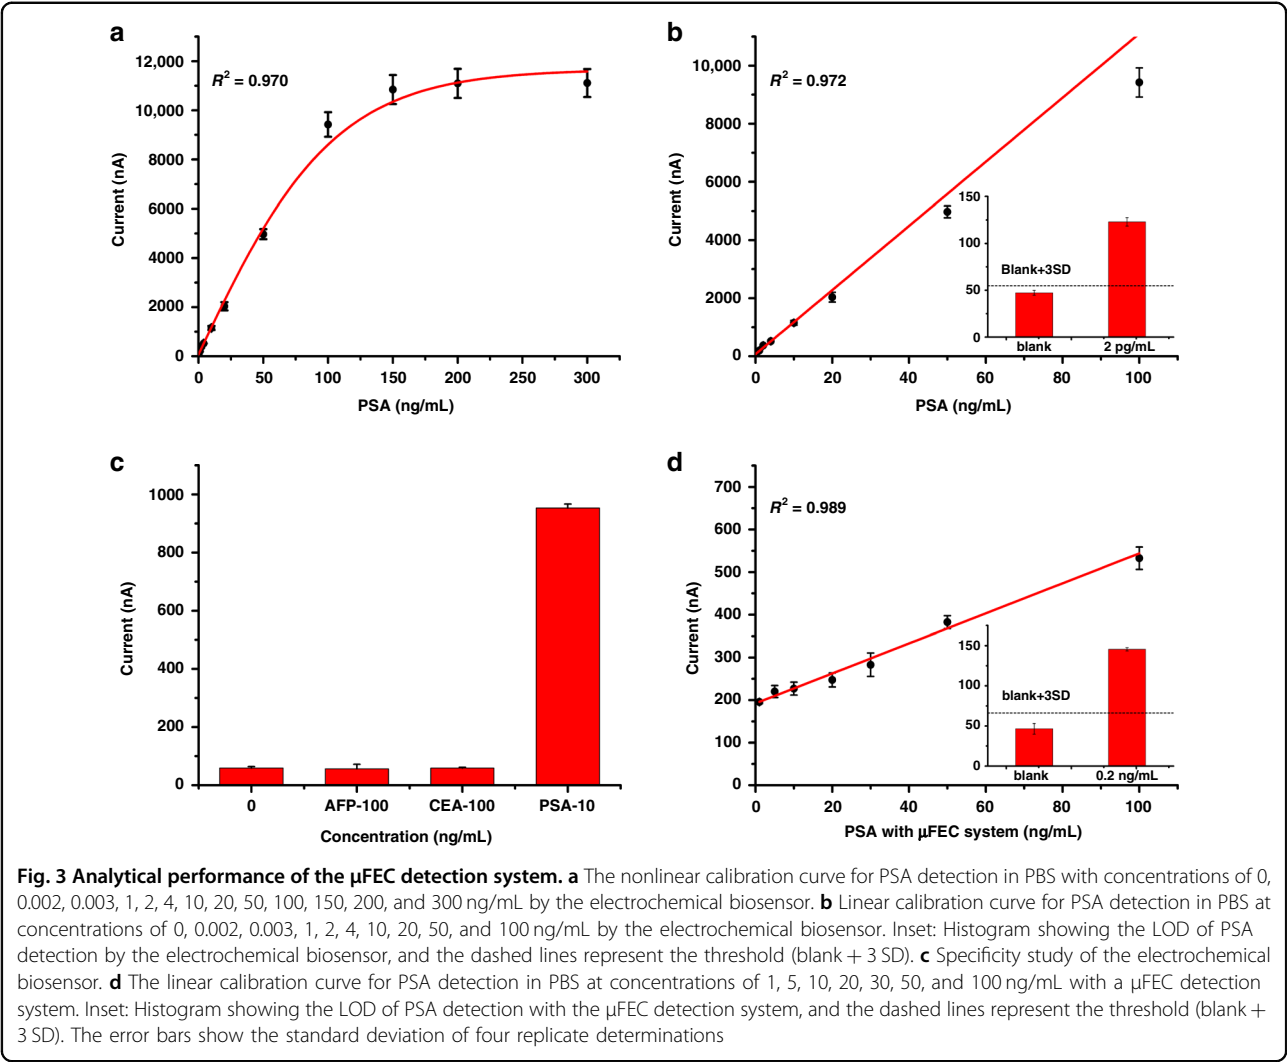 a
R² = 0.970
12,000
10,000
8000
6000
4000
2000
0
Current (nA)
0 50 100 150 200 250 300
PSA (ng/mL)
b
R² = 0.972
10,000
8000
6000
4000
2000
0
Current (nA)
0 20 40 60 80 100
PSA (ng/mL)
150
100
50
0
Blank+3SD
blank 2 pg/mL
c
1000
800
600
400
200
0
Current (nA)
0 AFP-100 CEA-100 PSA-10
Concentration (ng/mL)
d
R² = 0.989
700
600
500
400
300
200
100
0
Current (nA)
0 20 40 60 80 100
PSA with µFEC system (ng/mL)
150
100
50
0
blank+3SD
blank 0.2 ng/mL
Fig. 3 Analytical performance of the µFEC detection system. a The nonlinear calibration curve for PSA detection in PBS with concentrations of 0,
0.002, 0.003, 1, 2, 4, 10, 20, 50, 100, 150, 200, and 300 ng/mL by the electrochemical biosensor. b Linear calibration curve for PSA detection in PBS at
concentrations of 0, 0.002, 0.003, 1, 2, 4, 10, 20, 50, and 100 ng/mL by the electrochemical biosensor. Inset: Histogram showing the LOD of PSA
detection by the electrochemical biosensor, and the dashed lines represent the threshold (blank + 3 SD). c Specificity study of the electrochemical
biosensor. d The linear calibration curve for PSA detection in PBS at concentrations of 1, 5, 10, 20, 30, 50, and 100 ng/mL with a µFEC detection
system. Inset: Histogram showing the LOD of PSA detection with the µFEC detection system, and the dashed lines represent the threshold (blank +
3 SD). The error bars show the standard deviation of four replicate determinations